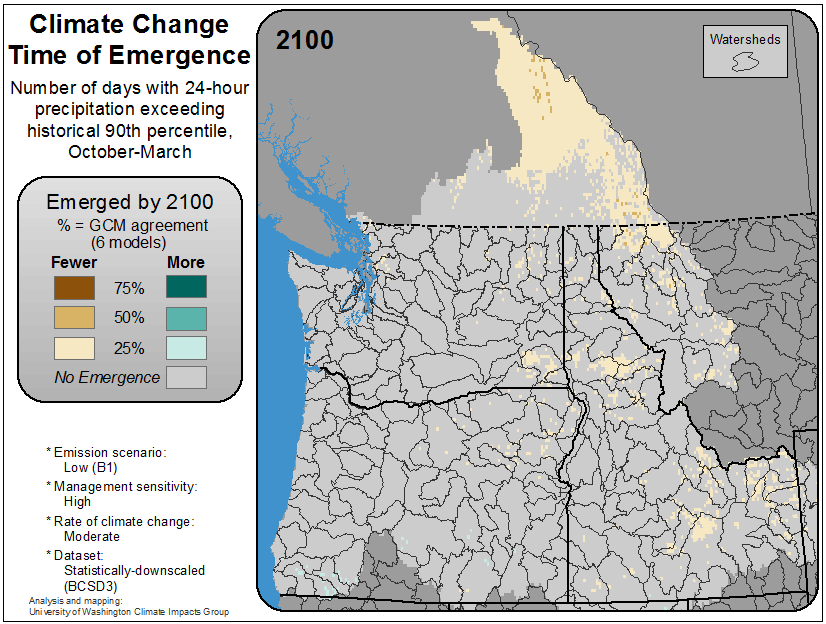 Climate Change
Time of Emergence
Number of days with 24-hour
precipitation exceeding
historical 90th percentile,
October-March
Emerged by 2100
% = GCM agreement
(6 models)
Fewer More
75%
50%
25%
No Emergence
* Emission scenario:
Low (B1)
* Management sensitivity:
High
* Rate of climate change:
Moderate
* Dataset:
Statistically-downscaled
(BCSD3)
Analysis and mapping:
University of Washington Climate Impacts Group
2100
Watersheds